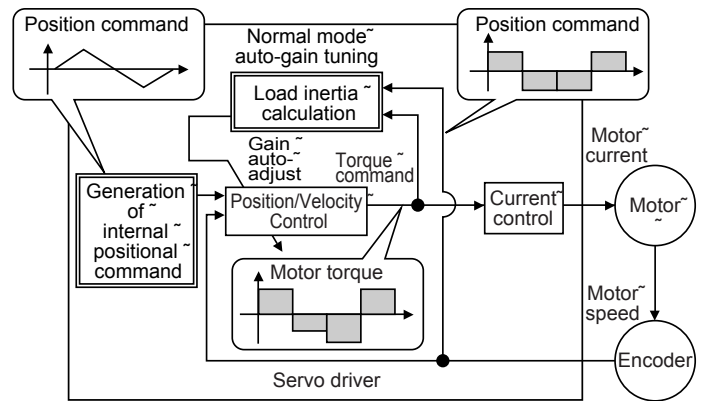 Position command
Normal mode˜
auto-gain tuning
Position command
Load inertia ˜
calculation
Gain ˜
auto-˜
adjust
Torque ˜
command
Motor˜
current
Generation ˜
of ˜
internal ˜
positional ˜
command
Position/Velocity ˜
Control
Current˜
control
Motor˜
˜
Motor torque
Motor˜
speed
Encoder
Servo driver